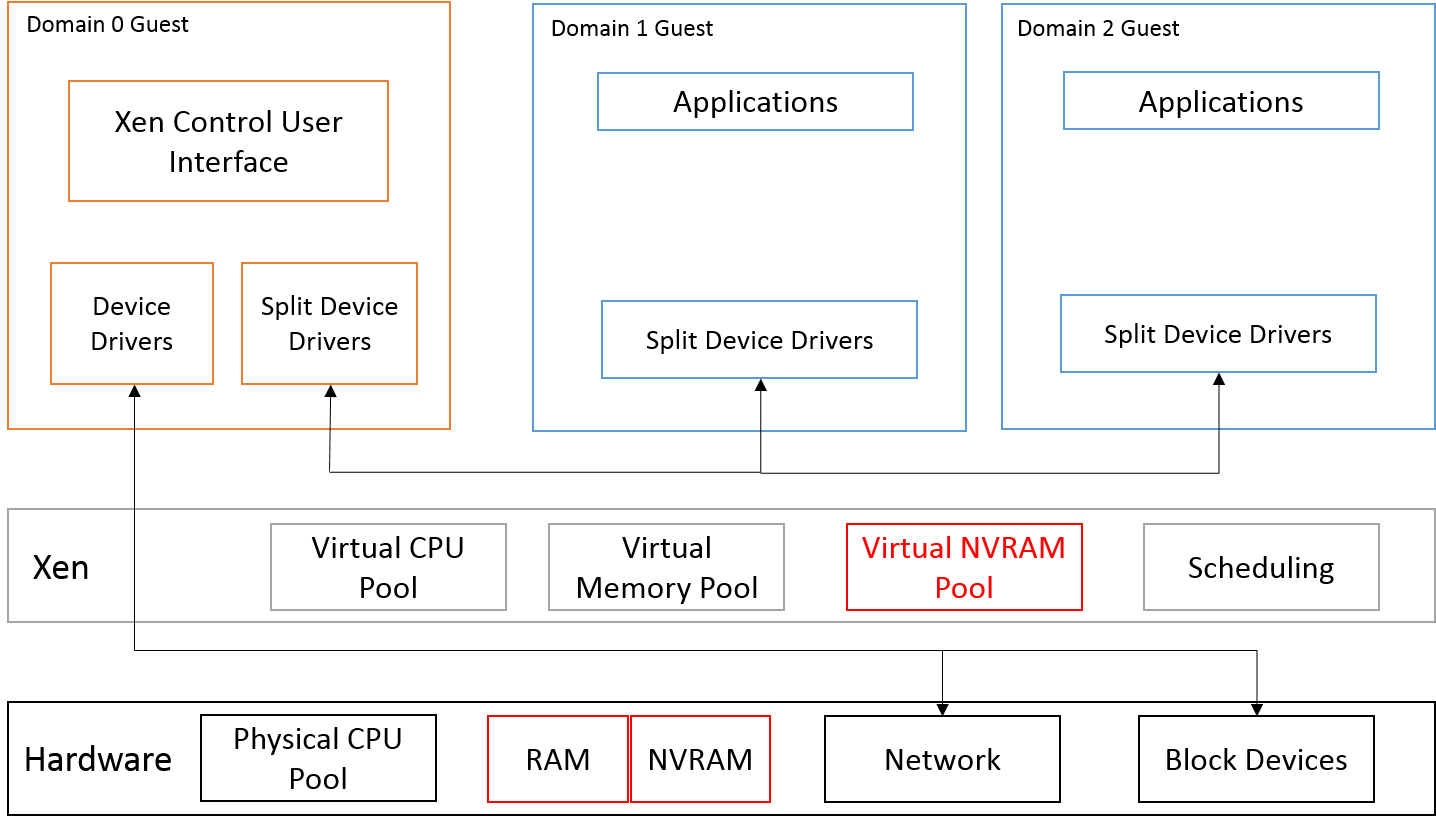 Domain 0 Guest
Xen Control User
Interface
Device
Drivers
Split Device
Drivers
Domain 1 Guest
Applications
Split Device Drivers
Domain 2 Guest
Applications
Split Device Drivers
Xen
Virtual CPU
Pool
Virtual
Memory Pool
Virtual NVRAM
Pool
Scheduling
Hardware
Physical CPU
Pool
RAM
NVRAM
Network
Block Devices